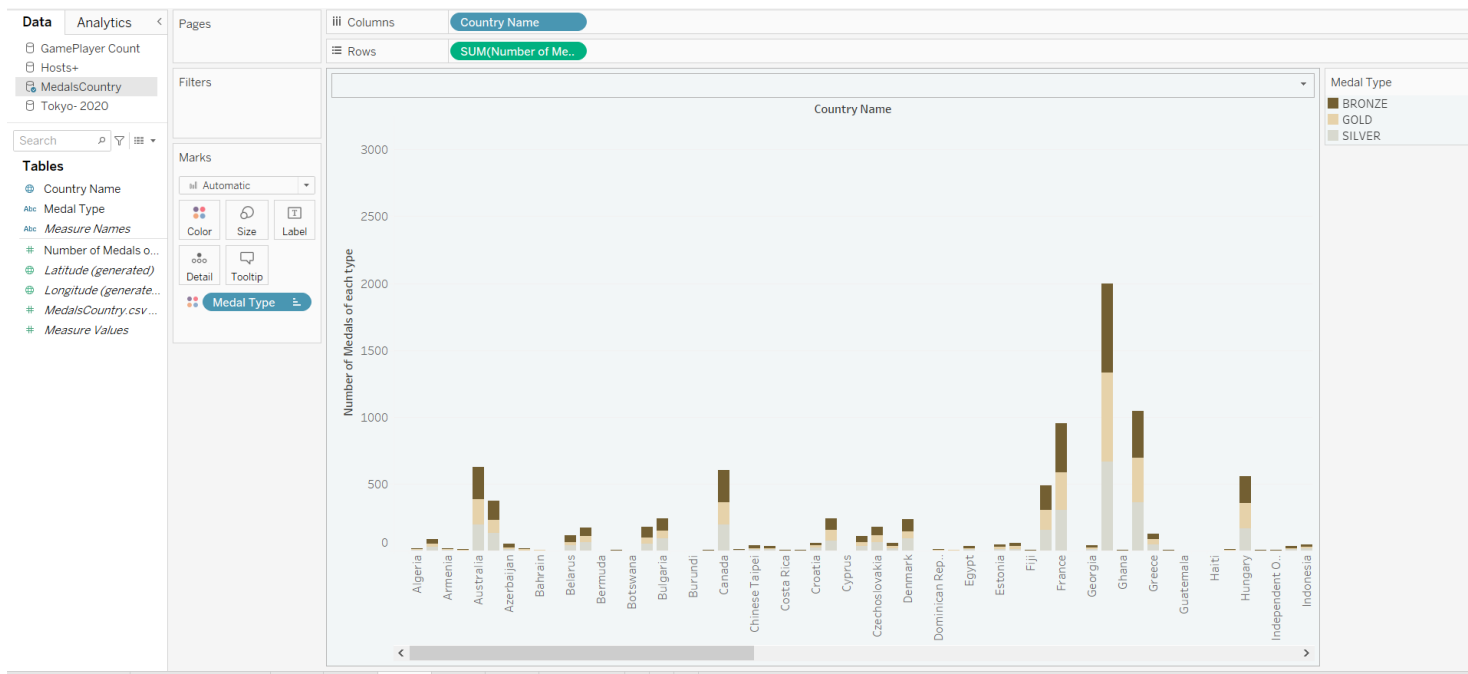 Data Analytics
GamePlayer Count
Hosts+
MedalsCountry
Tokyo- 2020
Search
Tables
Country Name
Abc Medal Type
Abc Measure Names
# Number of Medals o...
Latitude (generated)
Longitude (generate...
# MedalsCountry.csv ...
# Measure Values
Pages
Filters
Marks
Automatic
Color Size Label
Detail Tooltip
Medal Type
Columns Country Name
Rows SUM(Number of Me..
Country Name
Number of Medals of each type
3000
2500
2000
1500
1000
500
0
Algeria
Armenia
Australia
Azerbaijan
Bahrain
Belarus
Bermuda
Botswana
Bulgaria
Burundi
Canada
Chinese Taipei
Costa Rica
Croatia
Cyprus
Czechoslovakia
Denmark
Dominican Rep..
Egypt
Estonia
Fiji
France
Georgia
Ghana
Greece
Guatemala
Haiti
Hungary
Independent O..
Indonesia
Medal Type
BRONZE
GOLD
SILVER